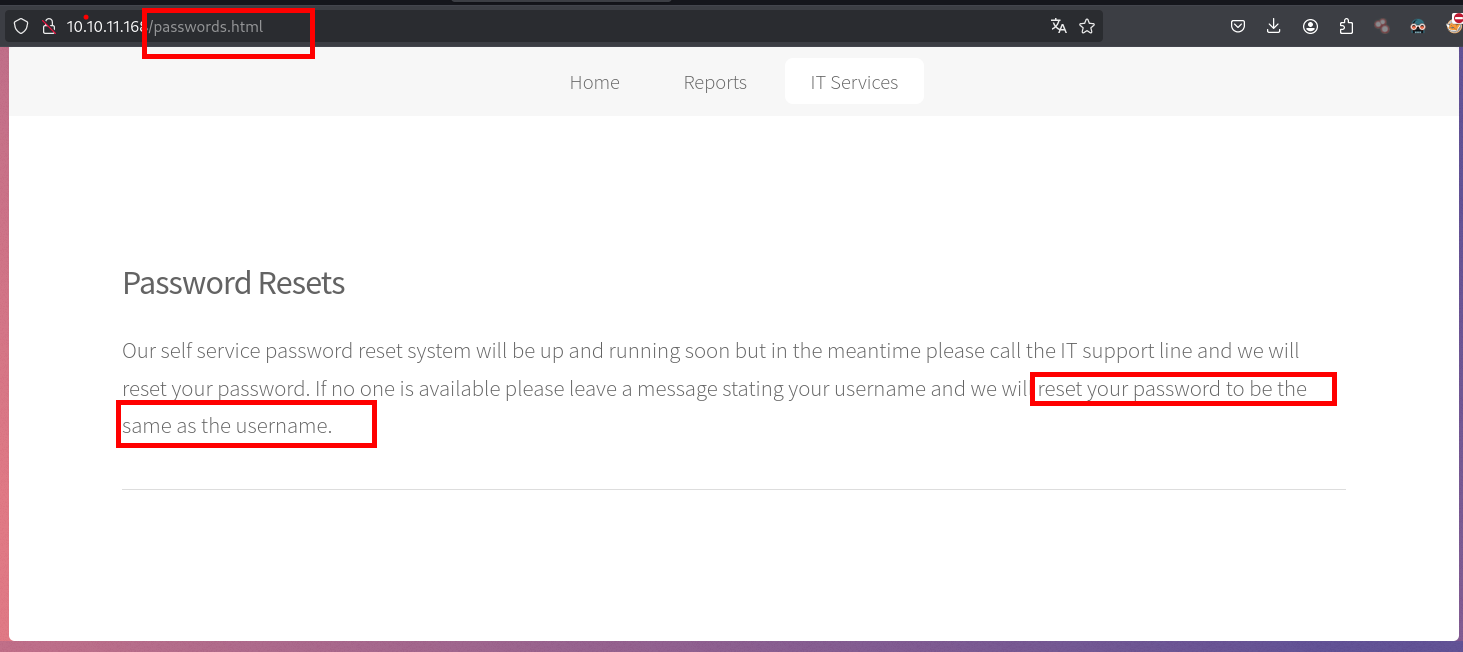 10.10.11.168/passwords.html
Home Reports IT Services
Password Resets
Our self service password reset system will be up and running soon but in the meantime please call the IT support line and we will
reset your password. If no one is available please leave a message stating your username and we will reset your password to be the
same as the username.